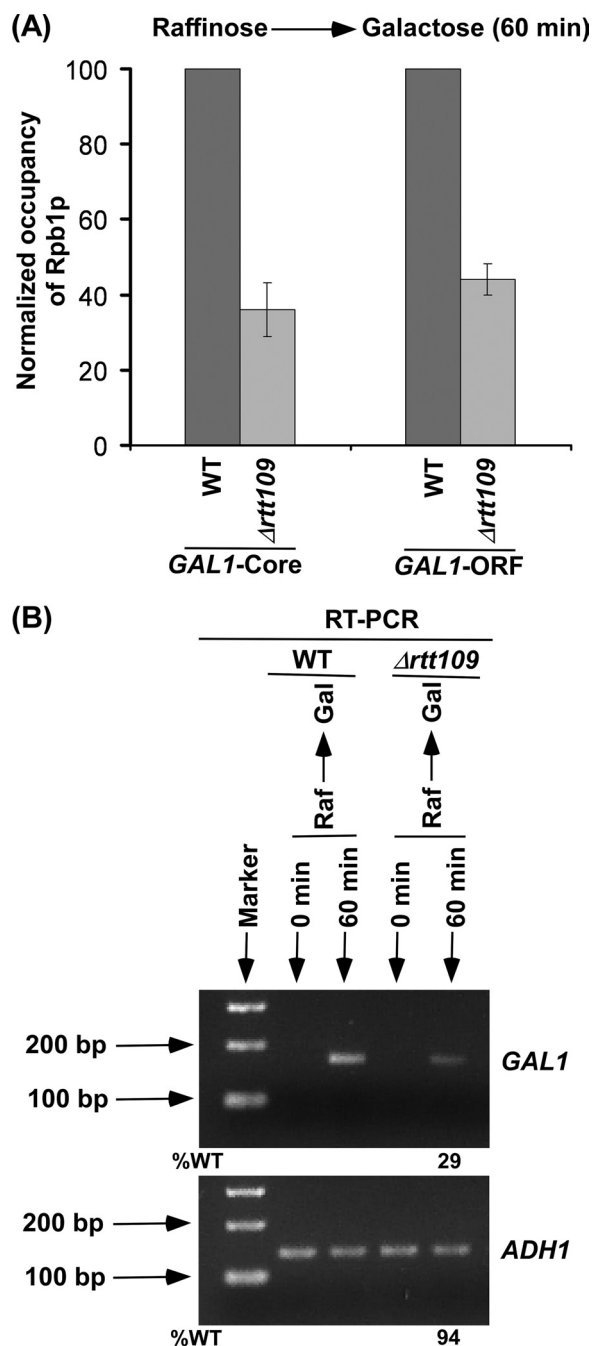 (A) Raffinose Galactose (60 min)
Normalized occupancy
of Rpb1p
100
80
60
40
20
0
WT
Δrtt109
WT
Δrtt109
GAL1-Core
GAL1-ORF
(B)
RT-PCR
WT Δrtt109
Raf Gal
Raf Gal
Marker
0 min
60 min
0 min
60 min
200 bp
100 bp
GAL1
%WT 29
200 bp
100 bp
ADH1
%WT 94